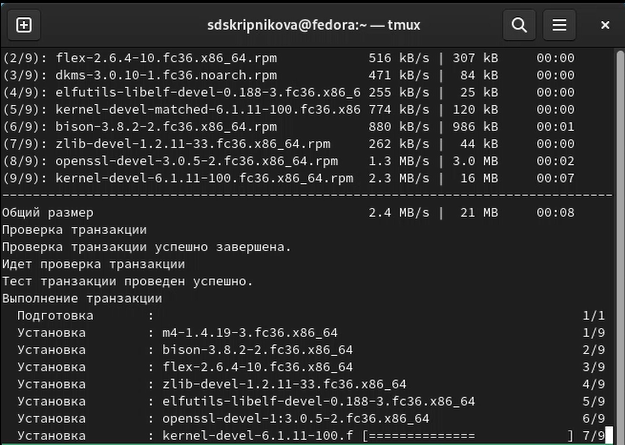 sdskripnikova@fedora:~ — tmux
(2/9): flex-2.6.4-10.fc36.x86_64.rpm 516 kB/s | 307 kB 00:00
(3/9): dkms-3.0.10-1.fc36.noarch.rpm 471 kB/s | 84 kB 00:00
(4/9): elfutils-libelf-devel-0.188-3.fc36.x86_6 255 kB/s | 25 kB 00:00
(5/9): kernel-devel-matched-6.1.11-100.fc36.x86 774 kB/s | 120 kB 00:00
(6/9): bison-3.8.2-2.fc36.x86_64.rpm 880 kB/s | 986 kB 00:01
(7/9): zlib-devel-1.2.11-33.fc36.x86_64.rpm 262 kB/s | 44 kB 00:00
(8/9): openssl-devel-3.0.5-2.fc36.x86_64.rpm 1.3 MB/s | 3.0 MB 00:02
(9/9): kernel-devel-6.1.11-100.fc36.x86_64.rpm 2.3 MB/s | 16 MB 00:07
--------------------------------------------------------------------------------
Общий размер 2.4 MB/s | 21 MB 00:08
Проверка транзакции
Проверка транзакции успешно завершена.
Идет проверка транзакции
Тест транзакции проведен успешно.
Выполнение транзакции
Подготовка : 1/1
Установка : m4-1.4.19-3.fc36.x86_64 1/9
Установка : bison-3.8.2-2.fc36.x86_64 2/9
Установка : flex-2.6.4-10.fc36.x86_64 3/9
Установка : zlib-devel-1.2.11-33.fc36.x86_64 4/9
Установка : elfutils-libelf-devel-0.188-3.fc36.x86_64 5/9
Установка : openssl-devel-1:3.0.5-2.fc36.x86_64 6/9
Установка : kernel-devel-6.1.11-100.f [============== ] 7/9